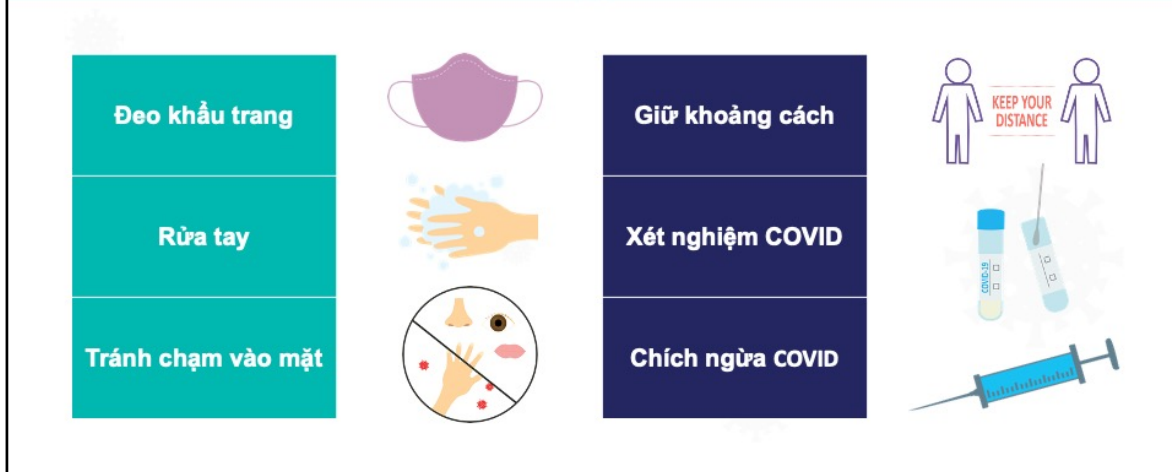 Đeo khẩu trang
Rửa tay
Tránh chạm vào mặt
Giữ khoảng cách
KEEP YOUR
DISTANCE
Xét nghiệm COVID
COVID-19
Chích ngừa COVID